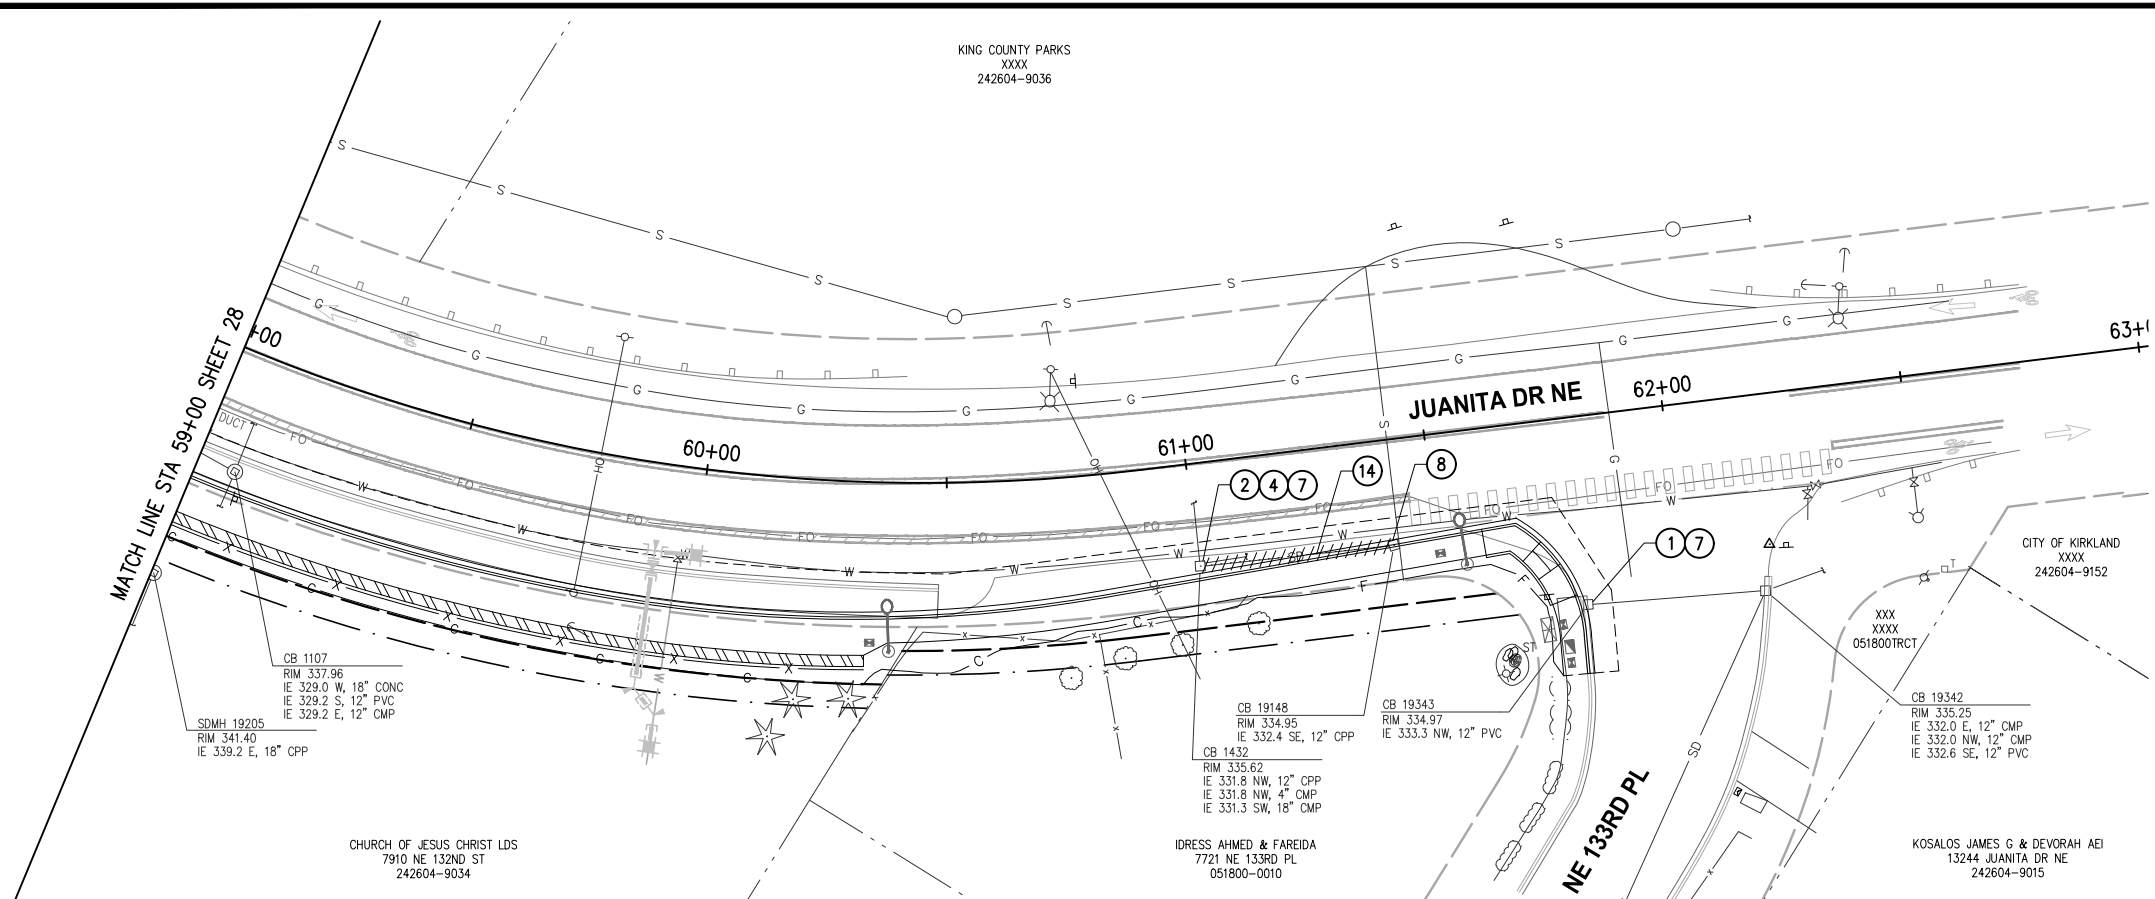 KING COUNTY PARKS
XXXX
242604-9036
MATCH LINE STA 59+00 SHEET 28
+00
60+00
61+00
62+00
JUANITA DR NE
DUCT
2 4 7
14
8
1 7
CITY OF KIRKLAND
XXXX
242604-9152
XXX
XXXX
051800TRCT
CB 1107
RIM 337.96
IE 329.0 W, 18" CONC
IE 329.2 S, 12" PVC
IE 329.2 E, 12" CMP
SDMH 19205
RIM 341.40
IE 339.2 E, 18" CPP
CB 19148
RIM 334.95
IE 332.4 SE, 12" CPP
CB 1432
RIM 335.62
IE 331.8 NW, 12" CPP
IE 331.8 NW, 4" CMP
IE 331.3 SW, 18" CMP
CB 19343
RIM 334.97
IE 333.3 NW, 12" PVC
CB 19342
RIM 335.25
IE 332.0 E, 12" CMP
IE 332.0 NW, 12" CMP
IE 332.6 SE, 12" PVC
NE 133RD PL
SD
ST
CHURCH OF JESUS CHRIST LDS
7910 NE 132ND ST
242604-9034
IDRESS AHMED & FAREIDA
7721 NE 133RD PL
051800-0010
KOSALOS JAMES G & DEVORAH AEI
13244 JUANITA DR NE
242604-9015